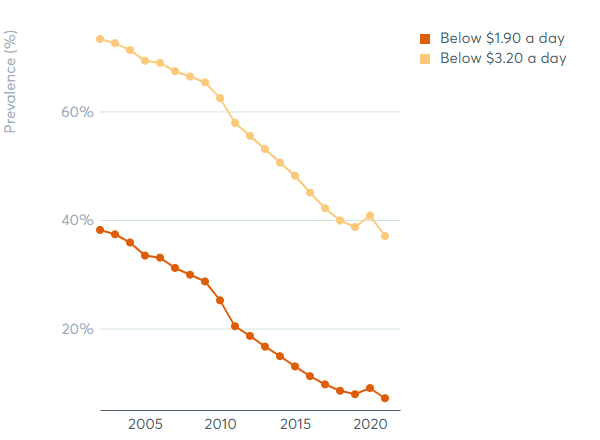 Prevalence (%)
Below $1.90 a day
Below $3.20 a day
60%
40%
20%
2005 2010 2015 2020